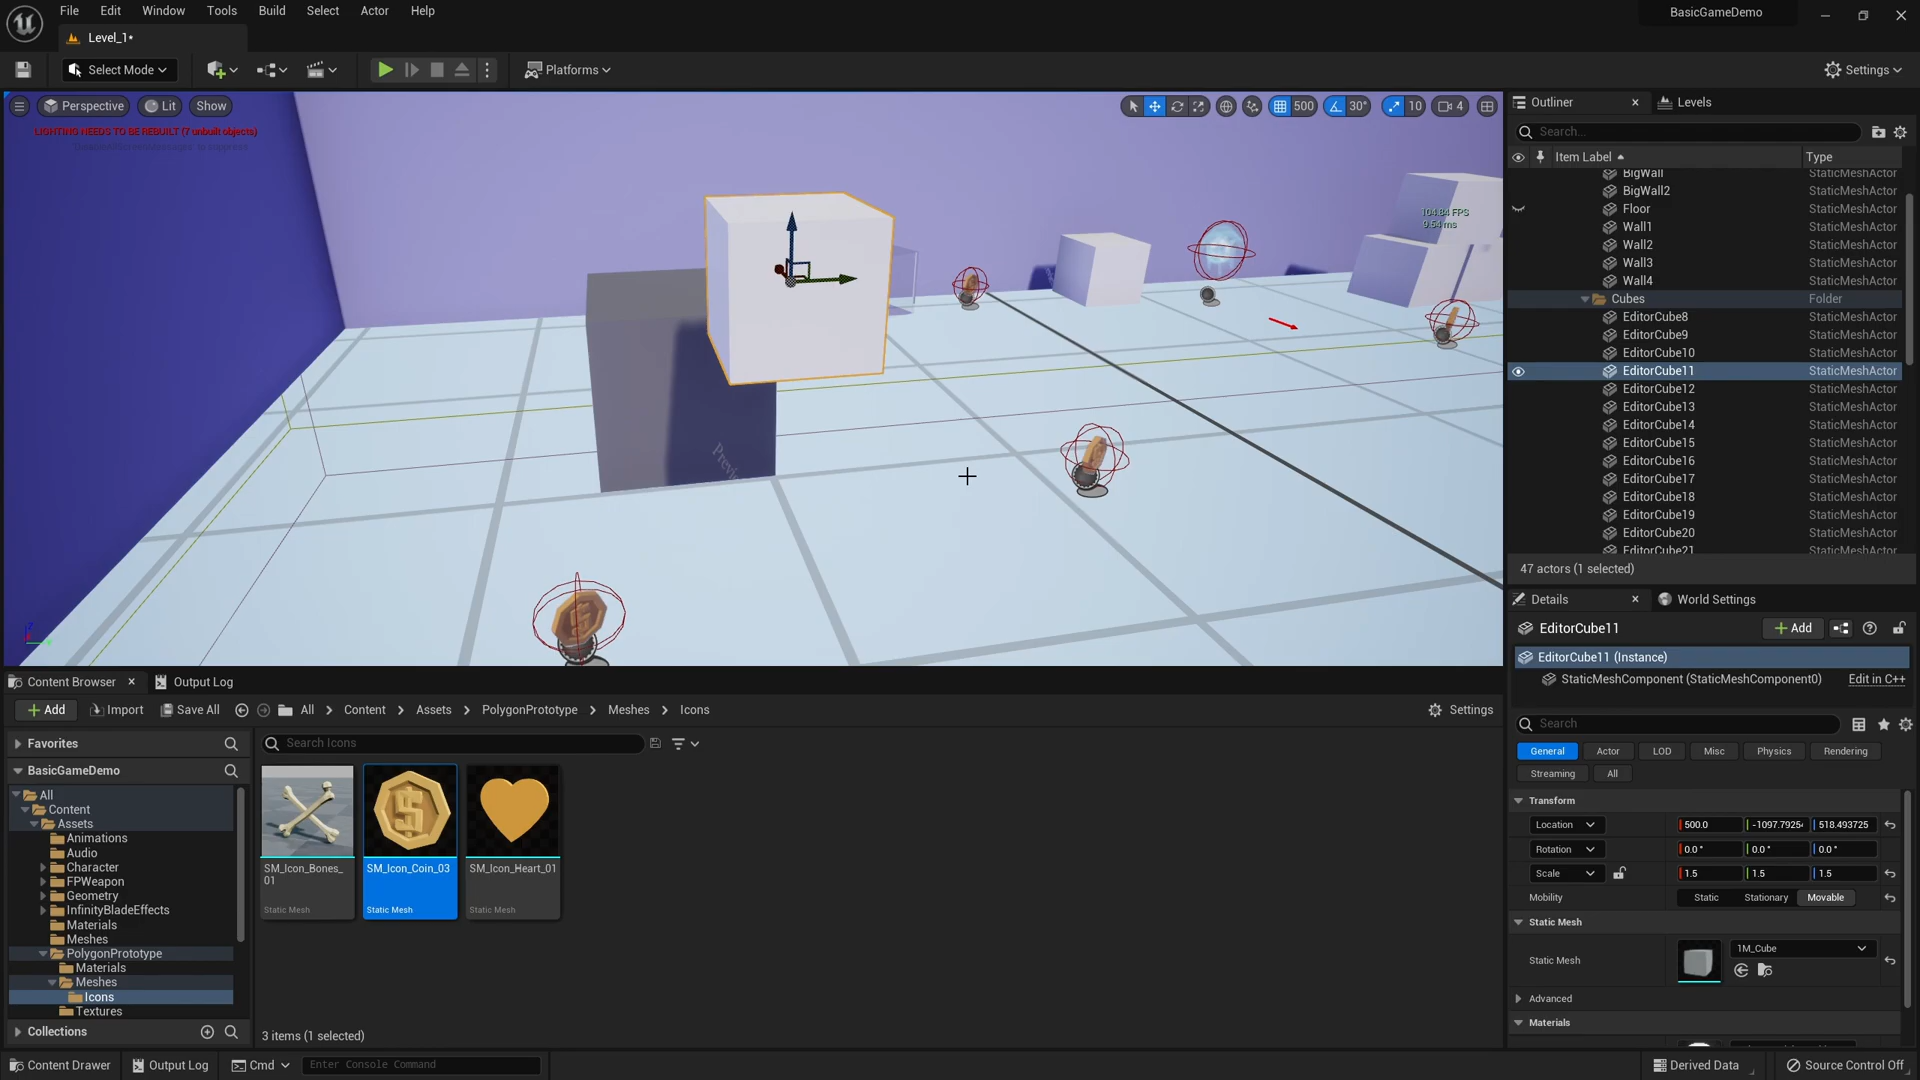 File Edit Window Tools Build Select Actor Help
BasicGameDemo
Level_1*
Select Mode
Platforms
Settings
Perspective
Lit
Show
500
30°
10
4
LIGHTING NEEDS TO BE REBUILT (7 unbuilt objects)
'DisableAllScreenMessages' to suppress
104.84 FPS
9.54 ms
Outliner
Levels
Search...
Item Label
Type
BigWall StaticMeshActor
BigWall2 StaticMeshActor
Floor StaticMeshActor
Wall1 StaticMeshActor
Wall2 StaticMeshActor
Wall3 StaticMeshActor
Wall4 StaticMeshActor
Cubes Folder
EditorCube8 StaticMeshActor
EditorCube9 StaticMeshActor
EditorCube10 StaticMeshActor
EditorCube11 StaticMeshActor
EditorCube12 StaticMeshActor
EditorCube13 StaticMeshActor
EditorCube14 StaticMeshActor
EditorCube15 StaticMeshActor
EditorCube16 StaticMeshActor
EditorCube17 StaticMeshActor
EditorCube18 StaticMeshActor
EditorCube19 StaticMeshActor
EditorCube20 StaticMeshActor
EditorCube21 StaticMeshActor
47 actors (1 selected)
Details
World Settings
EditorCube11
Add
EditorCube11 (Instance)
StaticMeshComponent (StaticMeshComponent0)
Edit in C++
Search
General Actor LOD Misc Physics Rendering
Streaming All
Transform
Location 500.0 -1097.7925 518.493725
Rotation 0.0 ° 0.0 ° 0.0 °
Scale 1.5 1.5 1.5
Mobility Static Stationary Movable
Static Mesh
Static Mesh
1M_Cube
Advanced
Materials
Content Browser
Output Log
Add
Import
Save All
All > Content > Assets > PolygonPrototype > Meshes > Icons
Settings
Favorites
BasicGameDemo
All
Content
Assets
Animations
Audio
Character
FPWeapon
Geometry
InfinityBladeEffects
Materials
Meshes
PolygonPrototype
Materials
Meshes
Icons
Textures
Collections
Search Icons
SM_Icon_Bones_
01
Static Mesh
SM_Icon_Coin_03
Static Mesh
SM_Icon_Heart_01
Static Mesh
3 items (1 selected)
Content Drawer
Output Log
Cmd
Enter Console Command
Derived Data
Source Control Off